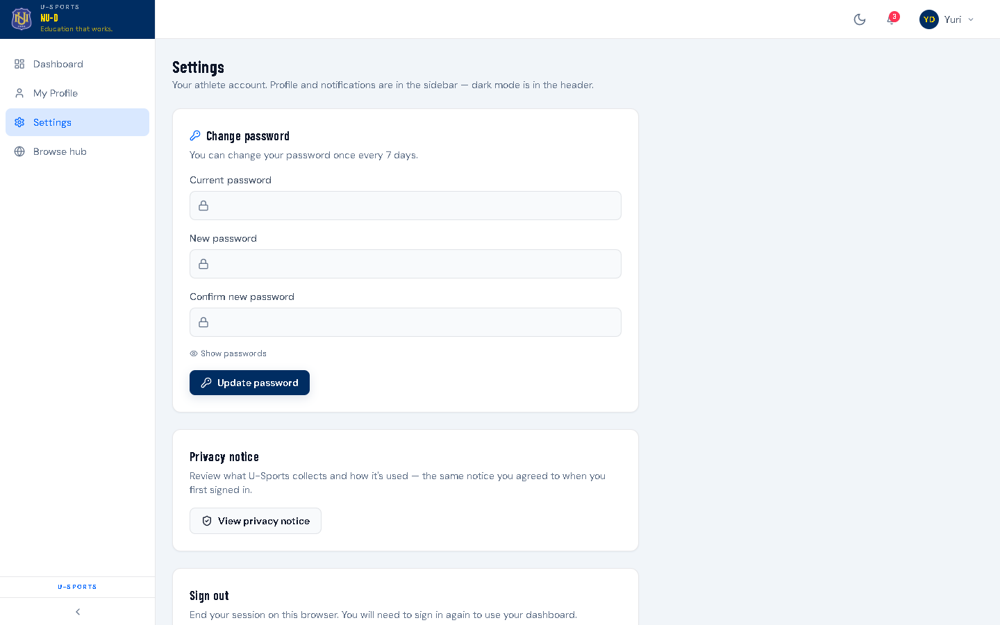 U-SPORTS
NU-D
Education that works.
3
YD
Yuri
Dashboard
My Profile
Settings
Browse hub
Settings
Your athlete account. Profile and notifications are in the sidebar — dark mode is in the header.
Change password
You can change your password once every 7 days.
Current password
New password
Confirm new password
Show passwords
Update password
Privacy notice
Review what U-Sports collects and how it's used — the same notice you agreed to when you
first signed in.
View privacy notice
Sign out
End your session on this browser. You will need to sign in again to use your dashboard.
U-SPORTS